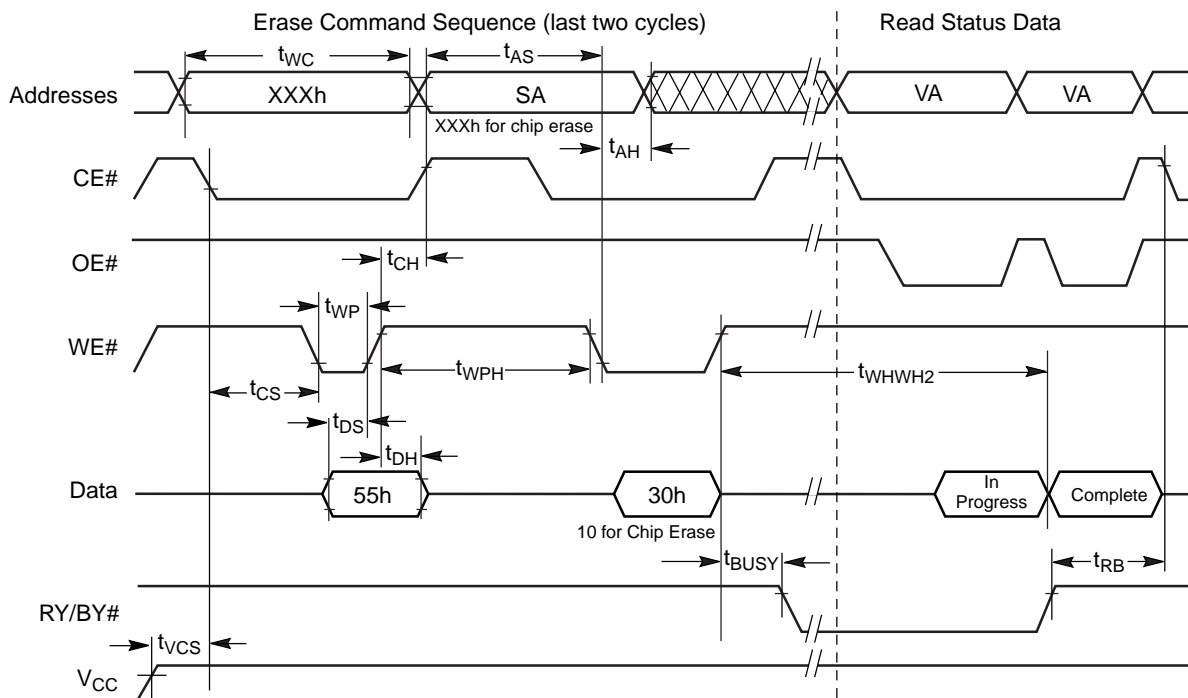 Erase Command Sequence (last two cycles) Read Status Data
tWC tAS
Addresses XXXh SA VA VA
XXXh for chip erase
tAH
CE#
OE#
tCH
tWP
WE#
tWPH tWHWH2
tCS
tDS
tDH
Data 55h 30h In Progress Complete
10 for Chip Erase
tBUSY tRB
RY/BY#
tVCS
VCC